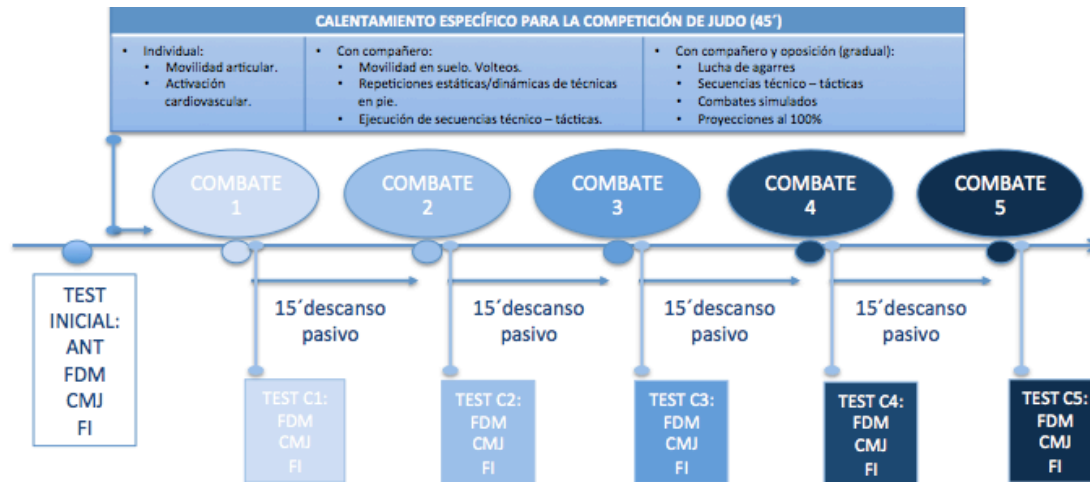 CALENTAMIENTO ESPECÍFICO PARA LA COMPETICIÓN DE JUDO (45´)
• Individual:
• Movilidad articular.
• Activación
cardiovascular.
• Con compañero:
• Movilidad en suelo. Volteos.
• Repeticiones estáticas/dinámicas de técnicas
en pie.
• Ejecución de secuencias técnico – tácticas.
• Con compañero y oposición (gradual):
• Lucha de agarres
• Secuencias técnico – tácticas
• Combates simulados
• Proyecciones al 100%
COMBATE
1
COMBATE
2
COMBATE
3
COMBATE
4
COMBATE
5
TEST
INICIAL:
ANT
FDM
CMJ
FI
15´descanso
pasivo
15´descanso
pasivo
15´descanso
pasivo
15´descanso
pasivo
TEST C1:
FDM
CMJ
FI
TEST C2:
FDM
CMJ
FI
TEST C3:
FDM
CMJ
FI
TEST C4:
FDM
CMJ
FI
TEST C5:
FDM
CMJ
FI